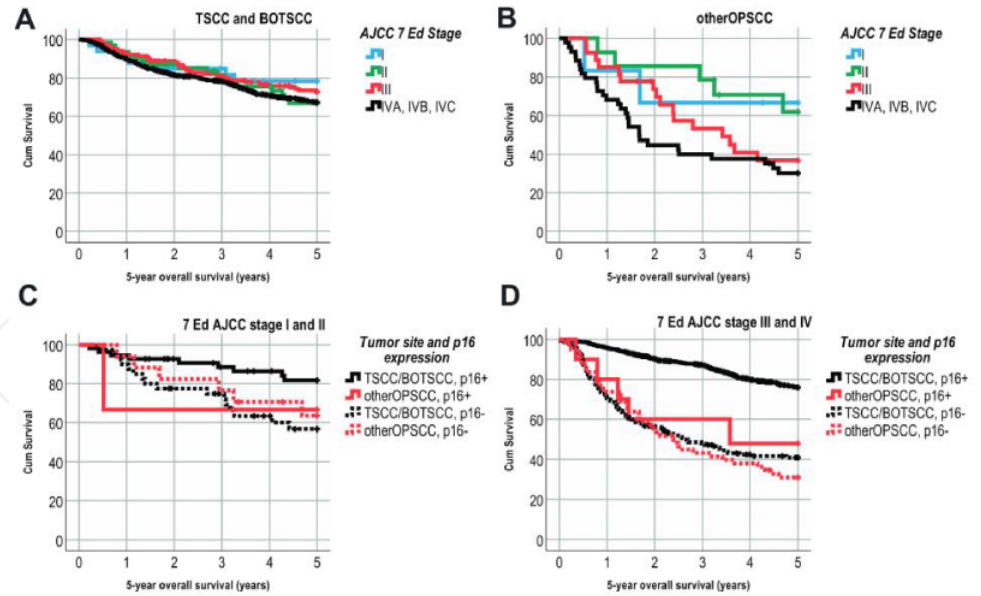 A
TSCC and BOTSCC
AJCC 7 Ed Stage
I
II
III
IVA, IVB, IVC
Cum Survival
100
80
60
40
20
0
0 1 2 3 4 5
5-year overall survival (years)
B
otherOPSCC
AJCC 7 Ed Stage
I
II
III
IVA, IVB, IVC
Cum Survival
100
80
60
40
20
0
0 1 2 3 4 5
5-year overall survival (years)
C
7 Ed AJCC stage I and II
Tumor site and p16
expression
TSCC/BOTSCC, p16+
otherOPSCC, p16+
TSCC/BOTSCC, p16-
otherOPSCC, p16-
Cum Survival
100
80
60
40
20
0
0 1 2 3 4 5
5-year overall survival (years)
D
7 Ed AJCC stage III and IV
Tumor site and p16
expression
TSCC/BOTSCC, p16+
otherOPSCC, p16+
TSCC/BOTSCC, p16-
otherOPSCC, p16-
Cum Survival
100
80
60
40
20
0
0 1 2 3 4 5
5-year overall survival (years)